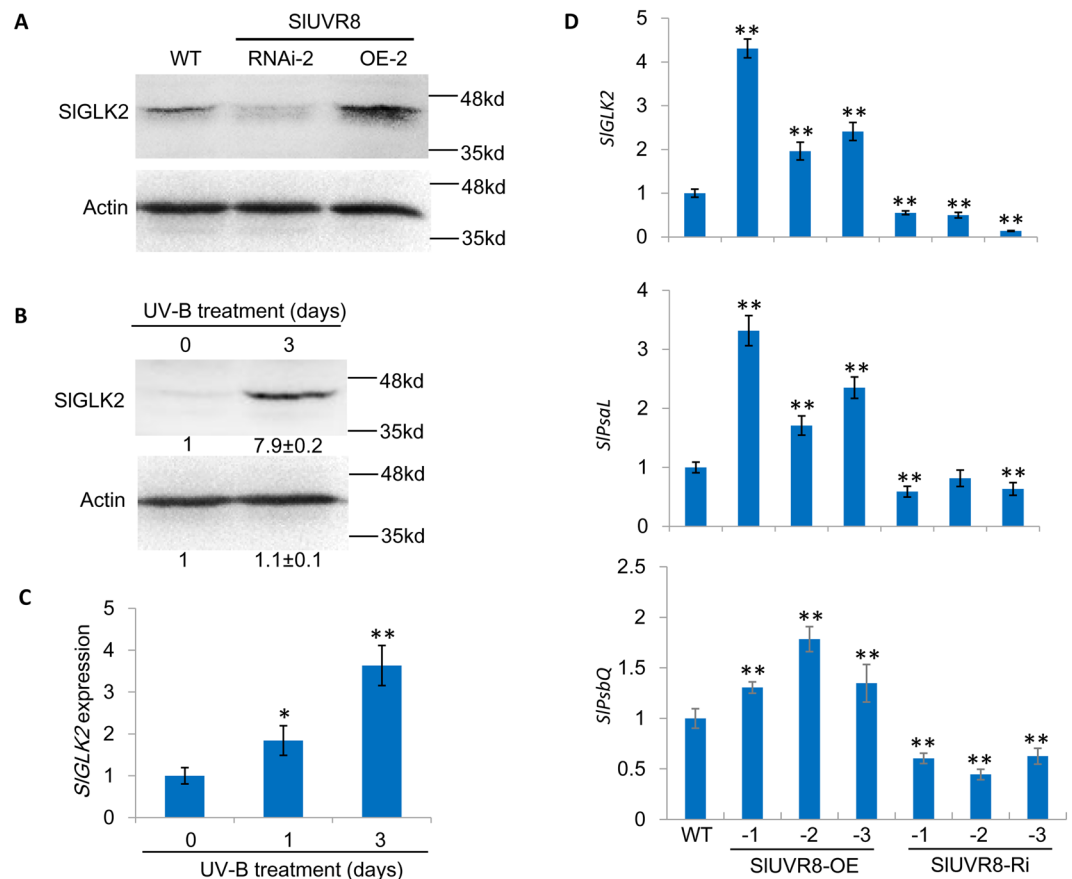 A
SlUVR8
WT RNAi-2 OE-2
SlGLK2
48kd
35kd
Actin
48kd
35kd
B
UV-B treatment (days)
0 3
SlGLK2
48kd
35kd
1 7.9±0.2
Actin
48kd
35kd
1 1.1±0.1
C
SlGLK2 expression
5
4
3
2
1
0
*
**
0 1 3
UV-B treatment (days)
D
SlGLK2
5
4
3
2
1
0
** ** ** ** ** **
SlPsaL
4
3
2
1
0
** ** ** ** **
SlPsbQ
2.5
2
1.5
1
0.5
0
** ** ** ** ** **
WT -1 -2 -3 -1 -2 -3
SlUVR8-OE SlUVR8-Ri